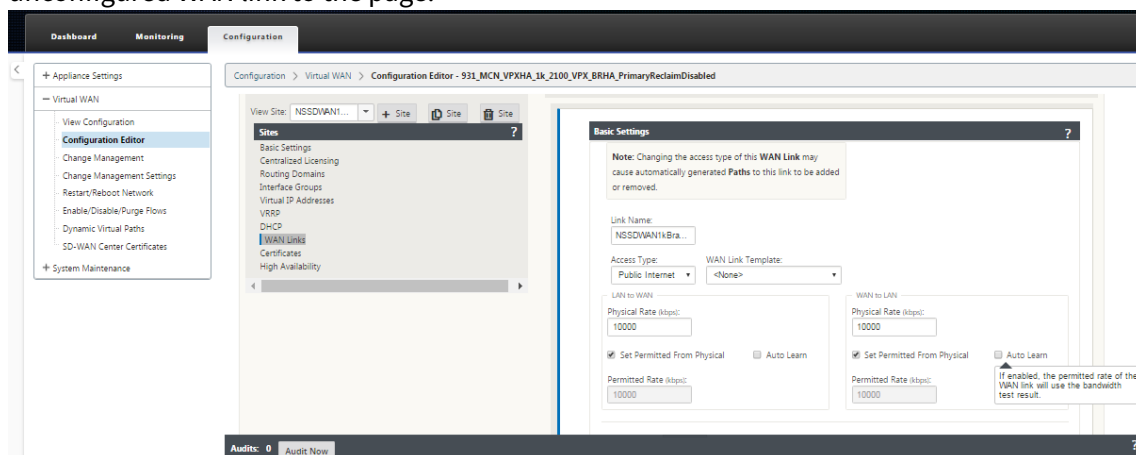 unconfigured WAN link to the page.
Dashboard Monitoring Configuration
+ Appliance Settings
− Virtual WAN
View Configuration
Configuration Editor
Change Management
Change Management Settings
Restart/Reboot Network
Enable/Disable/Purge Flows
Dynamic Virtual Paths
SD-WAN Center Certificates
+ System Maintenance
Configuration > Virtual WAN > Configuration Editor - 931_MCN_VPXHA_1k_2100_VPX_BRHA_PrimaryReclaimDisabled
View Site: NSSDWAN1... + Site Site Site
Sites ?
Basic Settings
Centralized Licensing
Routing Domains
Interface Groups
Virtual IP Addresses
VRRP
DHCP
WAN Links
Certificates
High Availability
Basic Settings ?
Note: Changing the access type of this WAN Link may
cause automatically generated Paths to this link to be added
or removed.
Link Name:
NSSDWAN1kBra...
Access Type: WAN Link Template:
Public Internet <None>
LAN to WAN
Physical Rate (kbps):
10000
Set Permitted From Physical Auto Learn
Permitted Rate (kbps):
10000
WAN to LAN
Physical Rate (kbps):
10000
Set Permitted From Physical Auto Learn
Permitted Rate (kbps):
10000
If enabled, the permitted rate of the
WAN link will use the bandwidth
test result.
Audits: 0 Audit Now ?